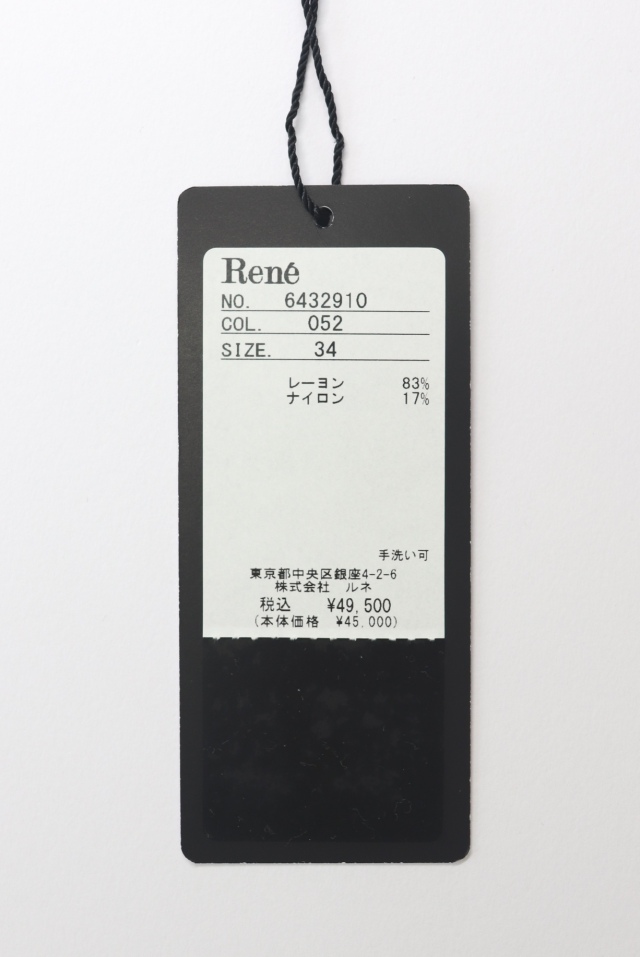 René
NO. 6432910
COL. 052
SIZE. 34
レーヨン 83%
ナイロン 17%
手洗い可
東京都中央区銀座4-2-6
株式会社 ルネ
税込 ¥49,500
(本体価格 ¥45,000)